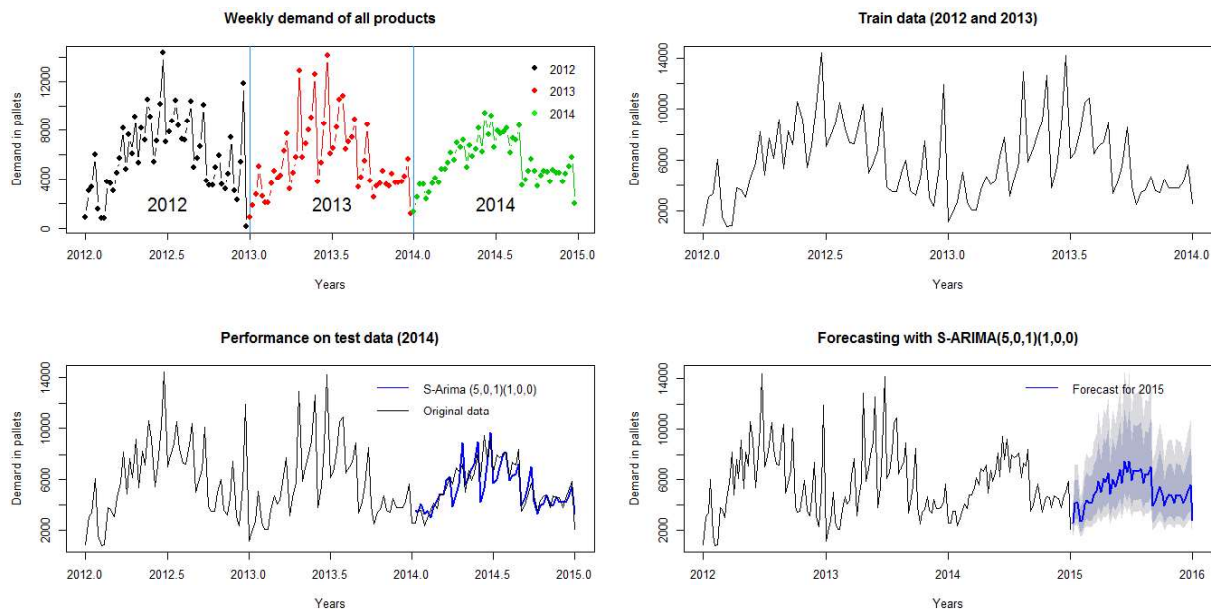 Weekly demand of all products
Demand in pallets
0 4000 8000 12000
2012
2013
2014
2012 2013 2014
2012.0 2012.5 2013.0 2013.5 2014.0 2014.5 2015.0
Years
Train data (2012 and 2013)
Demand in pallets
2000 6000 10000 14000
2012.0 2012.5 2013.0 2013.5 2014.0
Years
Performance on test data (2014)
Demand in pallets
2000 6000 10000 14000
S-Arima (5,0,1)(1,0,0)
Original data
2012.0 2012.5 2013.0 2013.5 2014.0 2014.5 2015.0
Years
Forecasting with S-ARIMA(5,0,1)(1,0,0)
Demand in pallets
2000 6000 10000 14000
Forecast for 2015
2012 2013 2014 2015 2016
Years